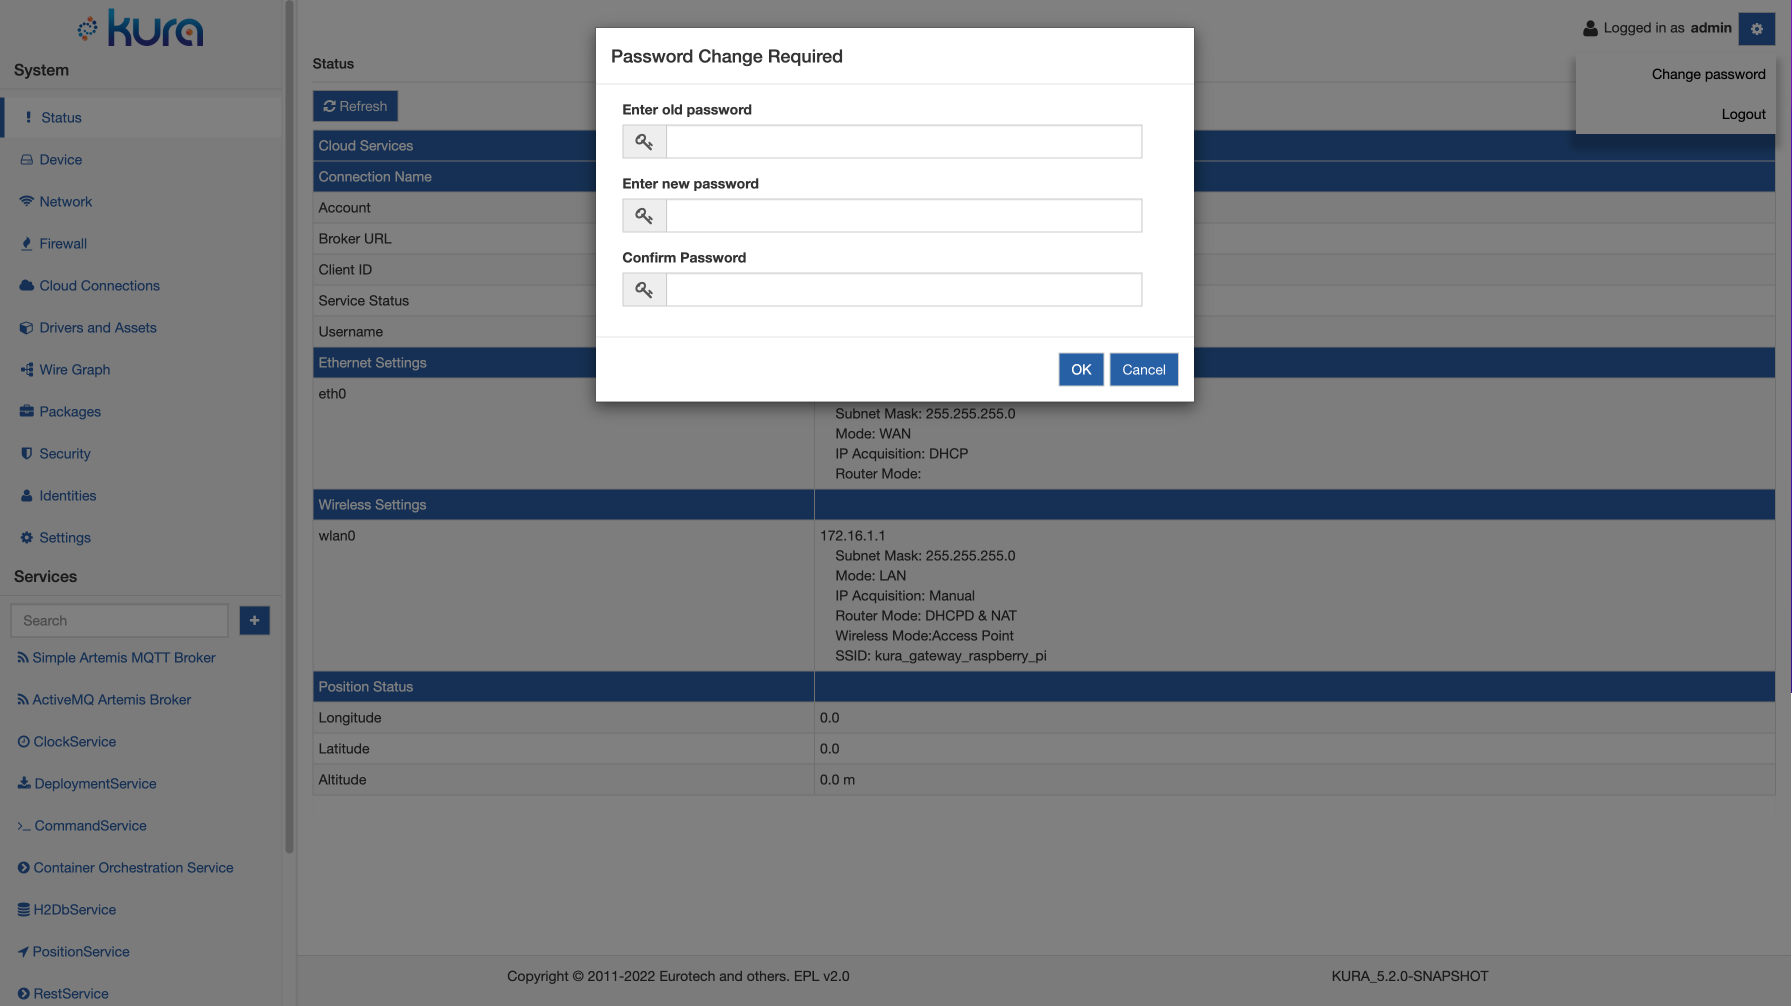 kura
System
Status
Device
Network
Firewall
Cloud Connections
Drivers and Assets
Wire Graph
Packages
Security
Identities
Settings
Services
Search
Simple Artemis MQTT Broker
ActiveMQ Artemis Broker
ClockService
DeploymentService
CommandService
Container Orchestration Service
H2DbService
PositionService
RestService
Logged in as admin
Change password
Logout
Status
Refresh
Cloud Services
Connection Name
Account
Broker URL
Client ID
Service Status
Username
Ethernet Settings
eth0
Subnet Mask: 255.255.255.0
Mode: WAN
IP Acquisition: DHCP
Router Mode:
Wireless Settings
wlan0
172.16.1.1
Subnet Mask: 255.255.255.0
Mode: LAN
IP Acquisition: Manual
Router Mode: DHCPD & NAT
Wireless Mode:Access Point
SSID: kura_gateway_raspberry_pi
Position Status
Longitude 0.0
Latitude 0.0
Altitude 0.0 m
Password Change Required
Enter old password
Enter new password
Confirm Password
OK Cancel
Copyright © 2011-2022 Eurotech and others. EPL v2.0
KURA_5.2.0-SNAPSHOT